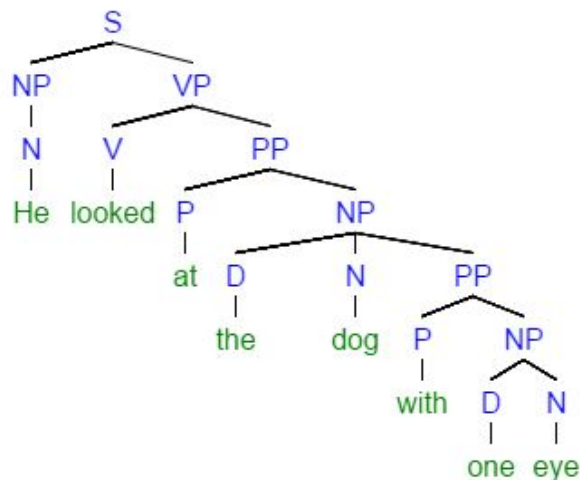 S
NP VP
N V PP
He looked P NP
at D N PP
the dog P NP
with D N
one eye